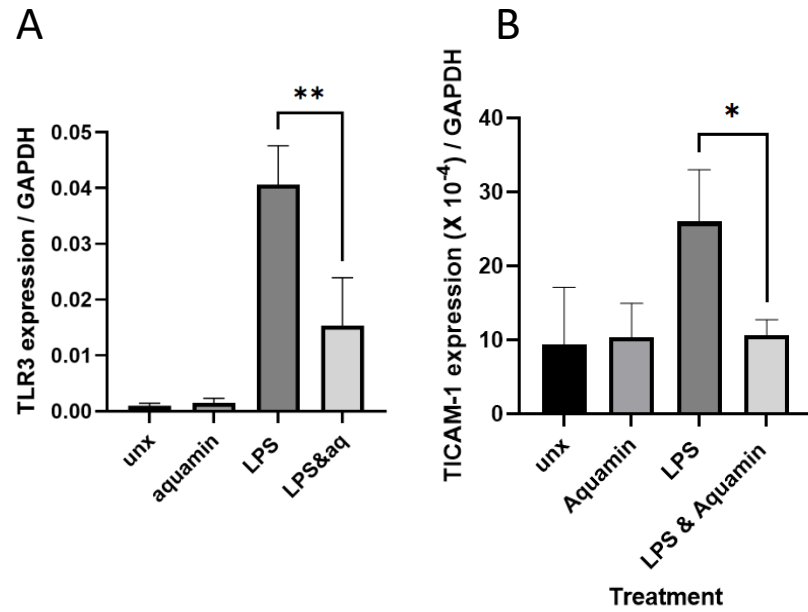 A
TLR3 expression / GAPDH
0.05
0.04
0.03
0.02
0.01
0.00
**
unx
aquamin
LPS
LPS&aq
B
TICAM-1 expression (X 10⁻⁴) / GAPDH
40
30
20
10
0
*
unx
Aquamin
LPS
LPS & Aquamin
Treatment